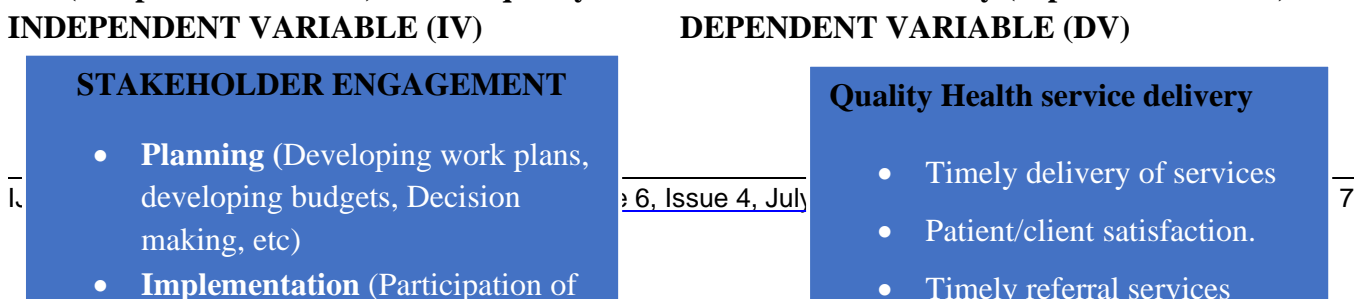 INDEPENDENT VARIABLE (IV)
DEPENDENT VARIABLE (DV)
STAKEHOLDER ENGAGEMENT
• Planning (Developing work plans,
developing budgets, Decision
making, etc)
• Implementation (Participation of
Quality Health service delivery
• Timely delivery of services
• Patient/client satisfaction.
• Timely referral services
6, Issue 4, July
7